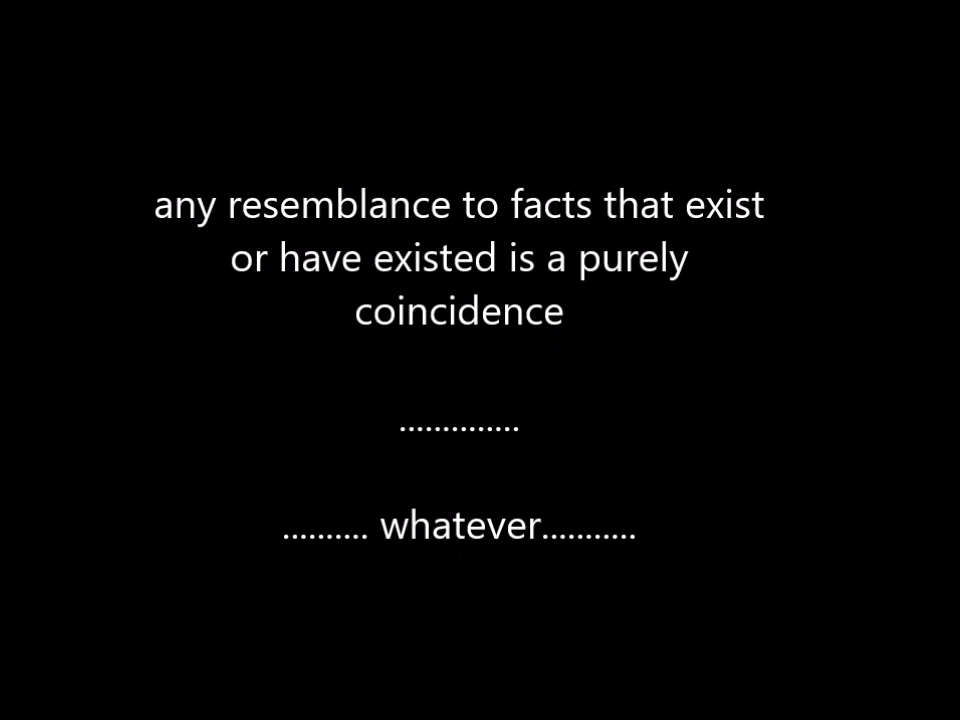 any resemblance to facts that exist
or have existed is a purely
coincidence
..............
.......... whatever...........